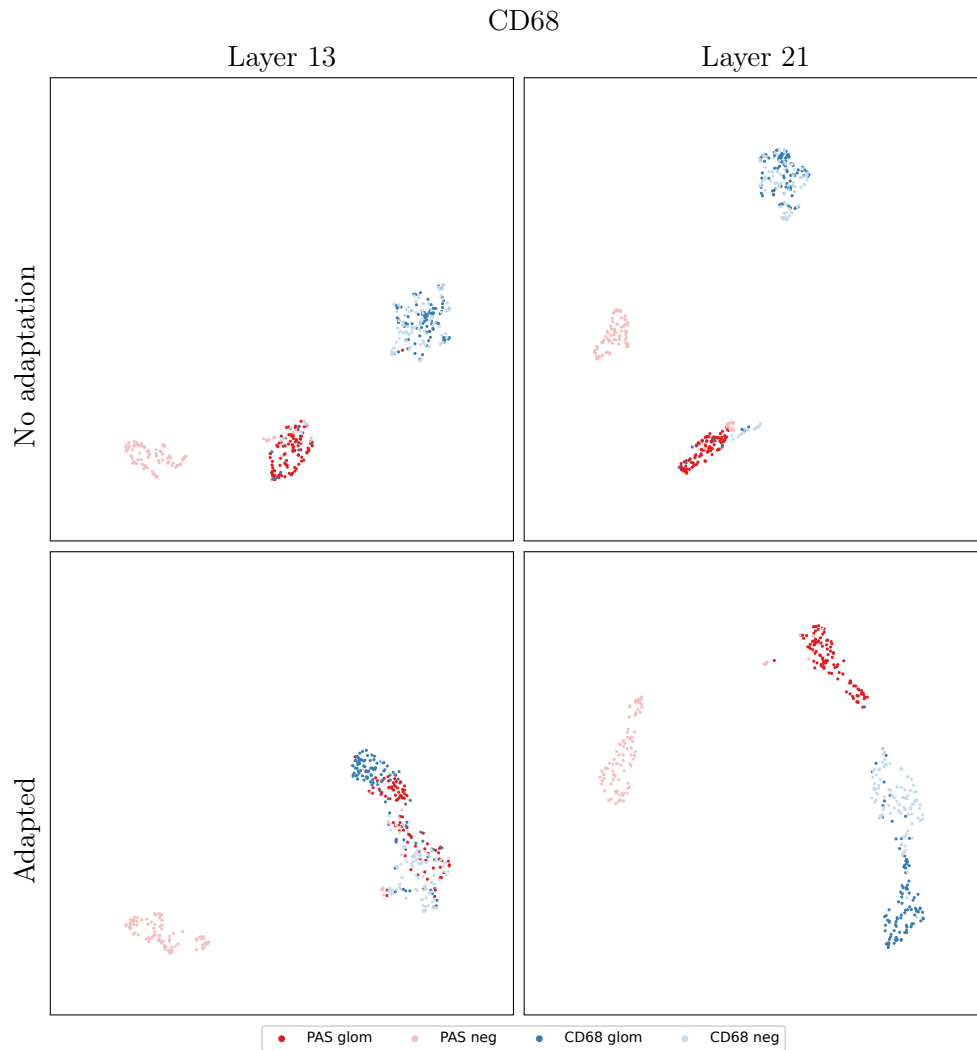 CD68
Layer 13 Layer 21
No adaptation
Adapted
PAS glom PAS neg CD68 glom CD68 neg